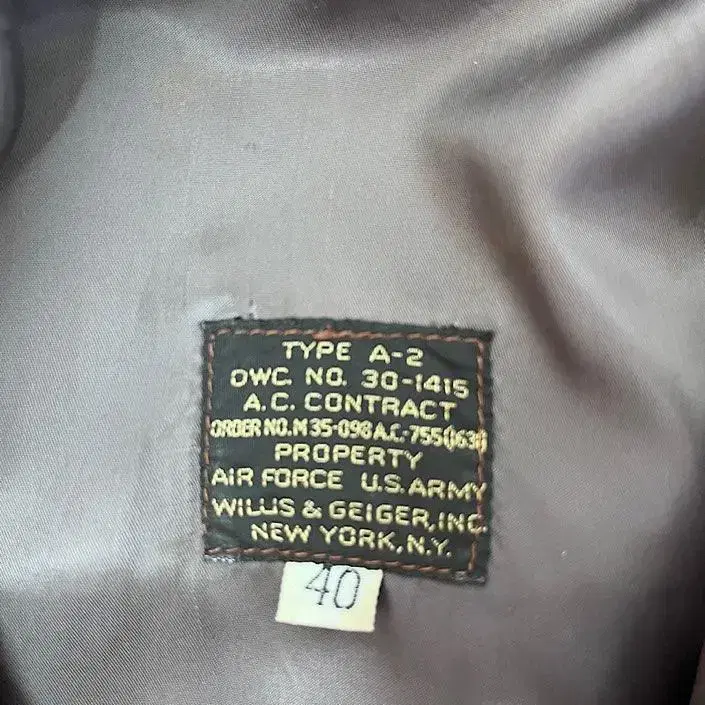 TYPE A-2
DWG. NO. 30-1415
A.C. CONTRACT
ORDER NO. M35-098 A.C.-755(1630)
PROPERTY
AIR FORCE U.S. ARMY
WILLIS & GEIGER, INC.
NEW YORK, N.Y.
40